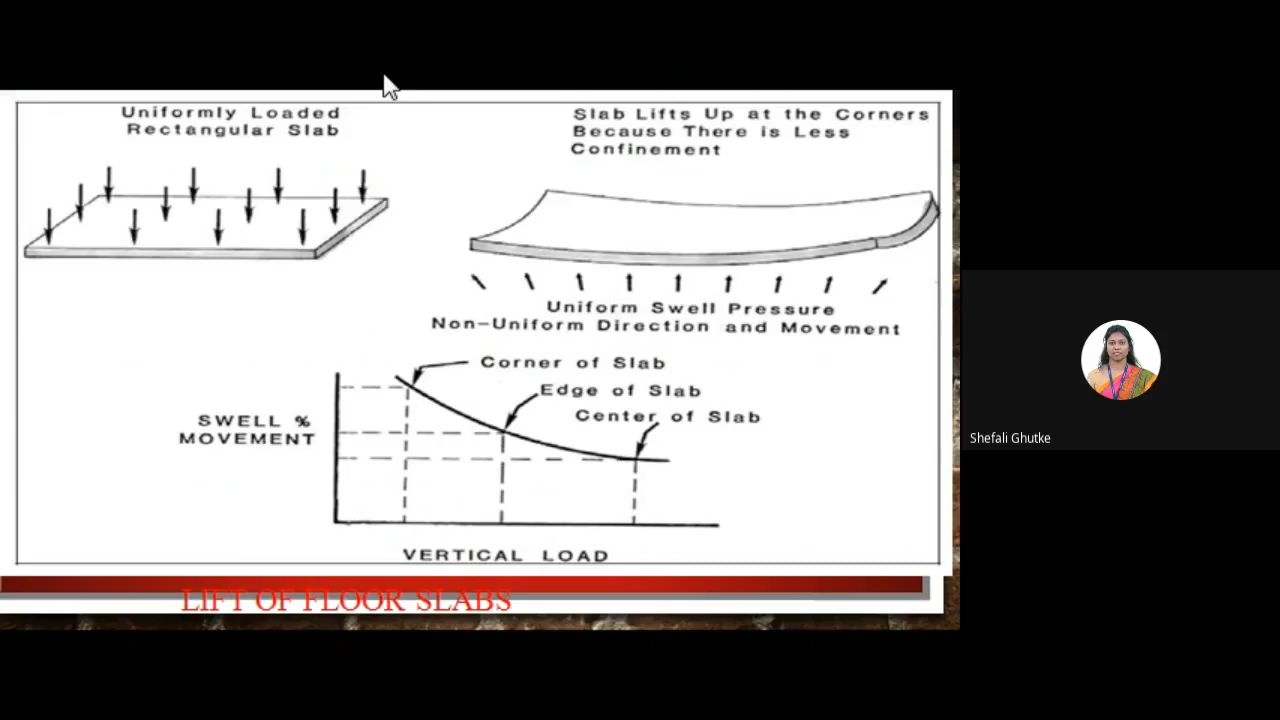 Uniformly Loaded
Rectangular Slab
Slab Lifts Up at the Corners
Because There is Less
Confinement
Uniform Swell Pressure
Non-Uniform Direction and Movement
Corner of Slab
Edge of Slab
Center of Slab
SWELL %
MOVEMENT
VERTICAL LOAD
LIFT OF FLOOR SLABS
Shefali Ghutke